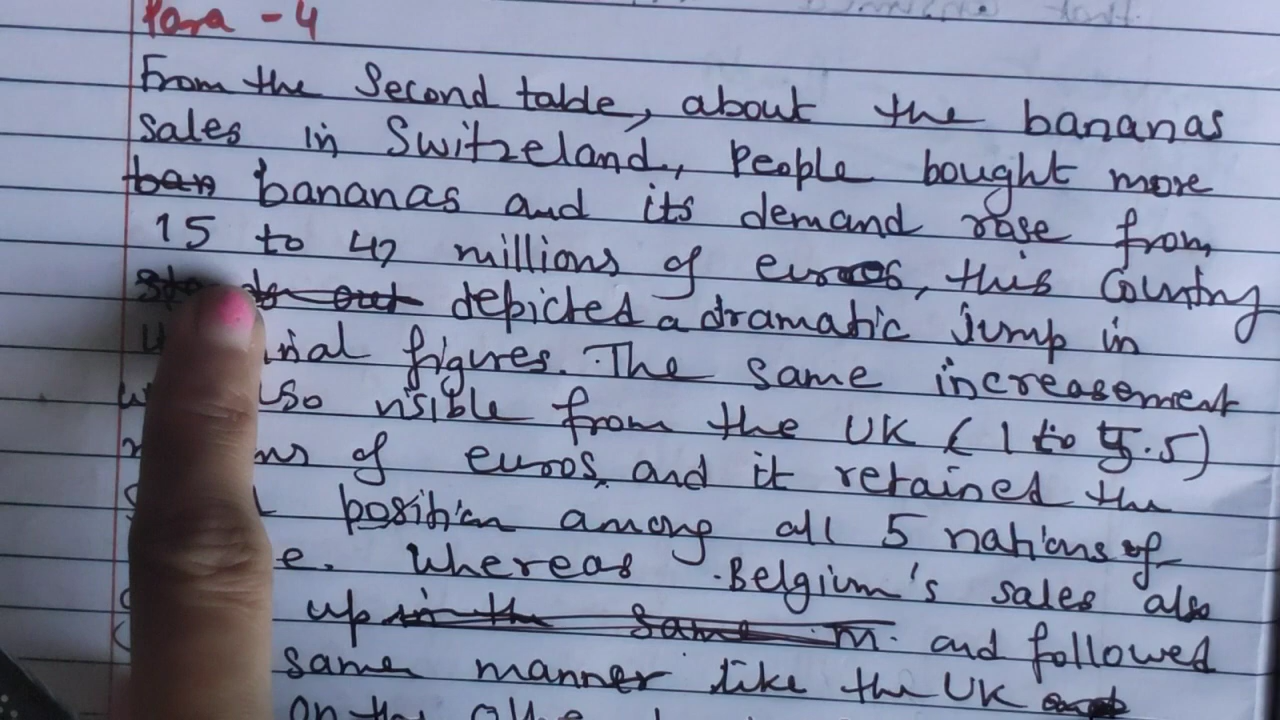 Para - 4
From the Second table, about the bananas
sales in Switzeland, People bought more
bananas and its demand rose from
15 to 47 millions of euros, this Country
depicted a dramatic jump in
figures. The same increasement
also visible from the UK ( 1 to 5.5)
of euros, and it retained the
position among all 5 nations of
whereas Belgium's sales also
up and followed
same manner like the UK
on the